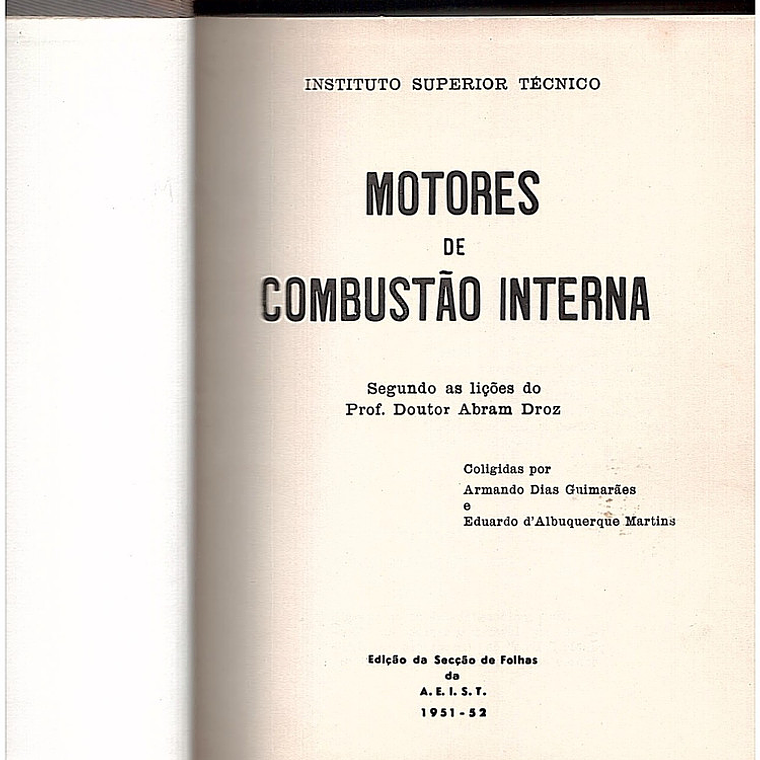 INSTITUTO SUPERIOR TÉCNICO
MOTORES
DE
COMBUSTÃO INTERNA
Segundo as lições do
Prof. Doutor Abram Droz
Coligidas por
Armando Dias Guimarães
e
Eduardo d'Albuquerque Martins
Edição da Secção de Folhas
da
A. E. I. S. T.
1951-52